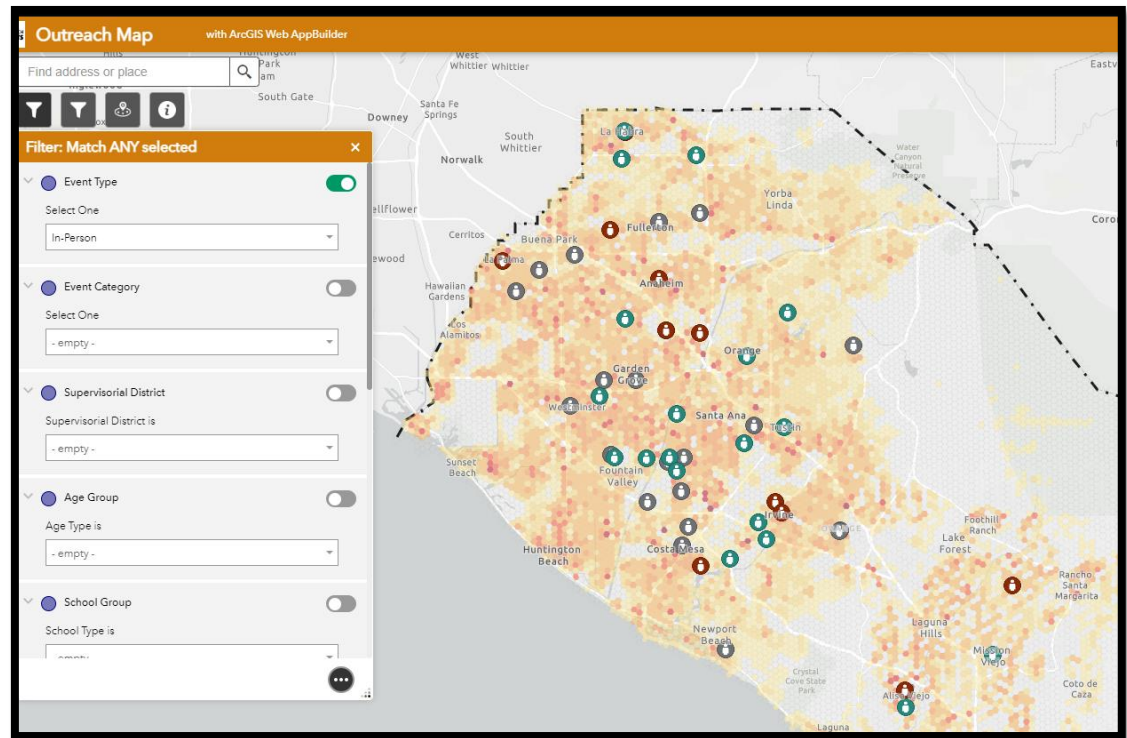 Outreach Map
with ArcGIS Web AppBuilder
Find address or place
Filter: Match ANY selected
Event Type
Select One
In-Person
Event Category
Select One
- empty -
Supervisorial District
Supervisorial District is
- empty -
Age Group
Age Type is
- empty -
School Group
School Type is
Park
West
Whittier
Whittier
South Gate
Downey
Santa Fe
Springs
South
Whittier
Norwalk
La Habra
Water
Canyon
Natural
Preserve
Yorba
Linda
Cerritos
Buena Park
Fullerton
La Palma
Hawaiian
Gardens
Anaheim
Los
Alamitos
Orange
Garden
Grove
Westminster
Santa Ana
Tustin
Sunset
Beach
Fountain
Valley
Irvine
Foothill
Ranch
Lake
Forest
Huntington
Beach
Costa Mesa
Rancho
Santa
Margarita
Laguna
Hills
Newport
Beach
Mission
Viejo
Crystal
Cove State
Park
Aliso Viejo
Coto de
Caza
Laguna